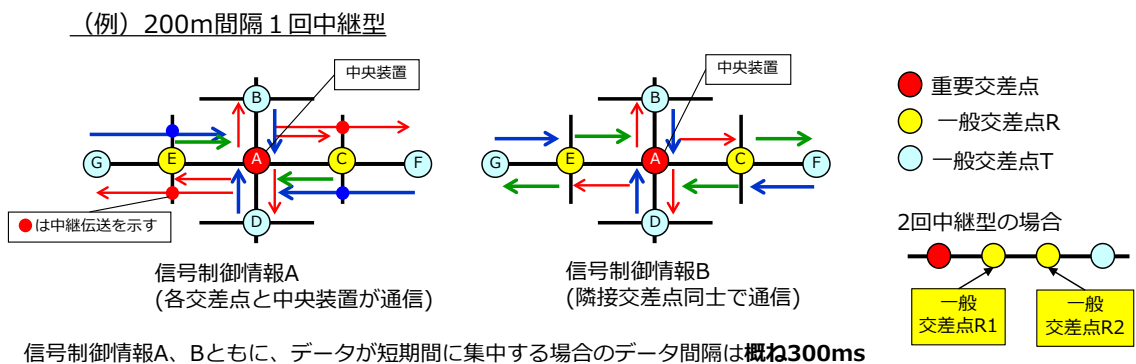 （例）200m間隔１回中継型
中央装置
中央装置
B
B
E
A
C
G
F
D
E
A
C
G
F
D
●は中継伝送を示す
信号制御情報A
(各交差点と中央装置が通信)
信号制御情報B
(隣接交差点同士で通信)
重要交差点
一般交差点R
一般交差点T
2回中継型の場合
一般
交差点R1
一般
交差点R2
信号制御情報A、Bともに、データが短期間に集中する場合のデータ間隔は概ね300ms